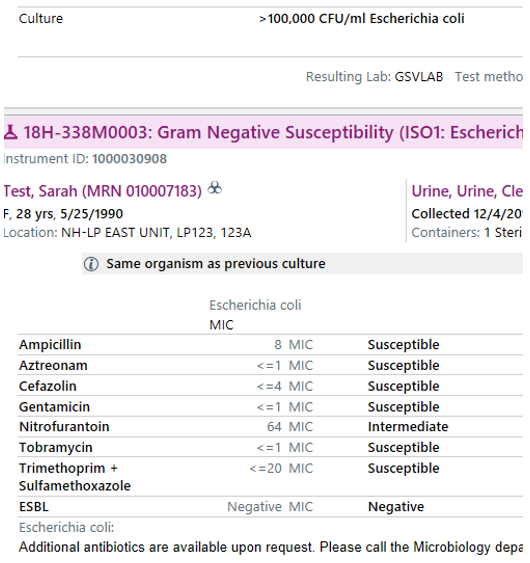 Culture >100,000 CFU/ml Escherichia coli
Resulting Lab: GSVLAB Test metho
18H-338M0003: Gram Negative Susceptibility (ISO1: Escherich
Instrument ID: 1000030908
Test, Sarah (MRN 010007183) Urine, Urine, Cle
F, 28 yrs, 5/25/1990 Collected 12/4/201
Location: NH-LP EAST UNIT, LP123, 123A Containers: 1 Steri
Same organism as previous culture
Escherichia coli
MIC
Ampicillin 8 MIC Susceptible
Aztreonam <=1 MIC Susceptible
Cefazolin <=4 MIC Susceptible
Gentamicin <=1 MIC Susceptible
Nitrofurantoin 64 MIC Intermediate
Tobramycin <=1 MIC Susceptible
Trimethoprim + <=20 MIC Susceptible
Sulfamethoxazole
ESBL Negative MIC Negative
Escherichia coli:
Additional antibiotics are available upon request. Please call the Microbiology depa